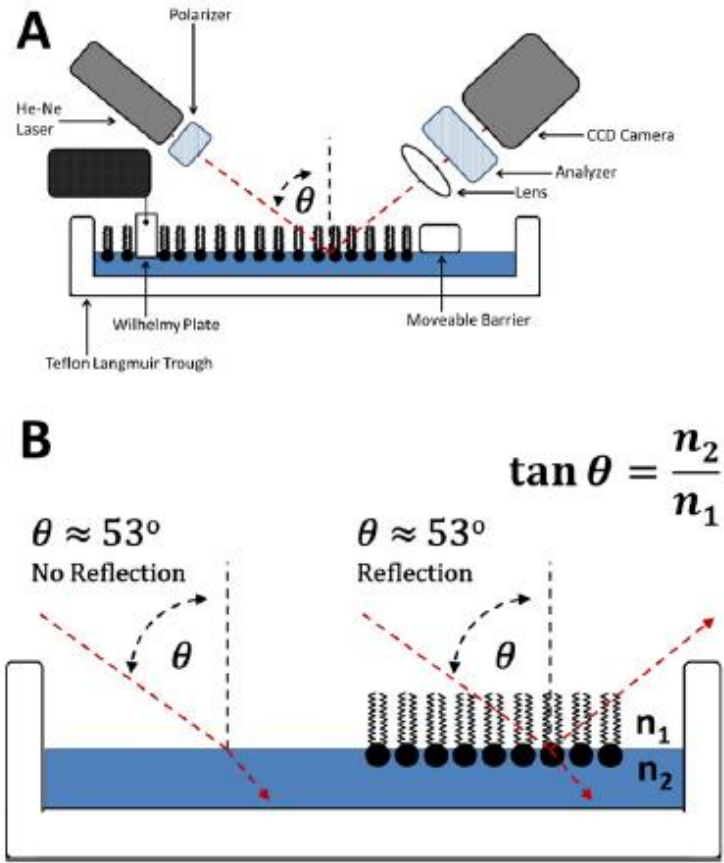 A
Polarizer
He-Ne
Laser
θ
CCD Camera
Analyzer
Lens
Wilhelmy Plate
Moveable Barrier
Teflon Langmuir Trough
B
tan θ = n₂/n₁
θ ≈ 53°
No Reflection
θ ≈ 53°
Reflection
θ
θ
n₁
n₂